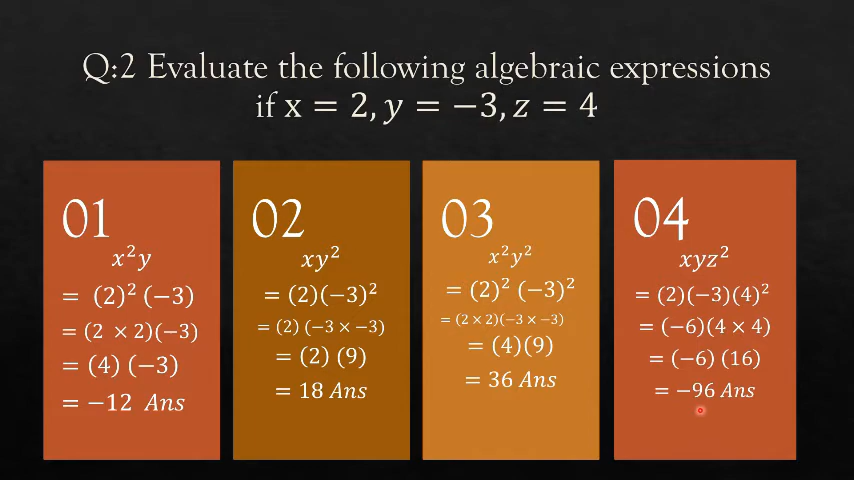 Q:2 Evaluate the following algebraic expressions
if x = 2, y = −3, z = 4
01
x²y
= (2)² (−3)
= (2 × 2)(−3)
= (4) (−3)
= −12 Ans
02
xy²
= (2)(−3)²
= (2) (−3 × −3)
= (2) (9)
= 18 Ans
03
x²y²
= (2)² (−3)²
= (2 × 2)(−3 × −3)
= (4)(9)
= 36 Ans
04
xyz²
= (2)(−3)(4)²
= (−6)(4 × 4)
= (−6) (16)
= −96 Ans